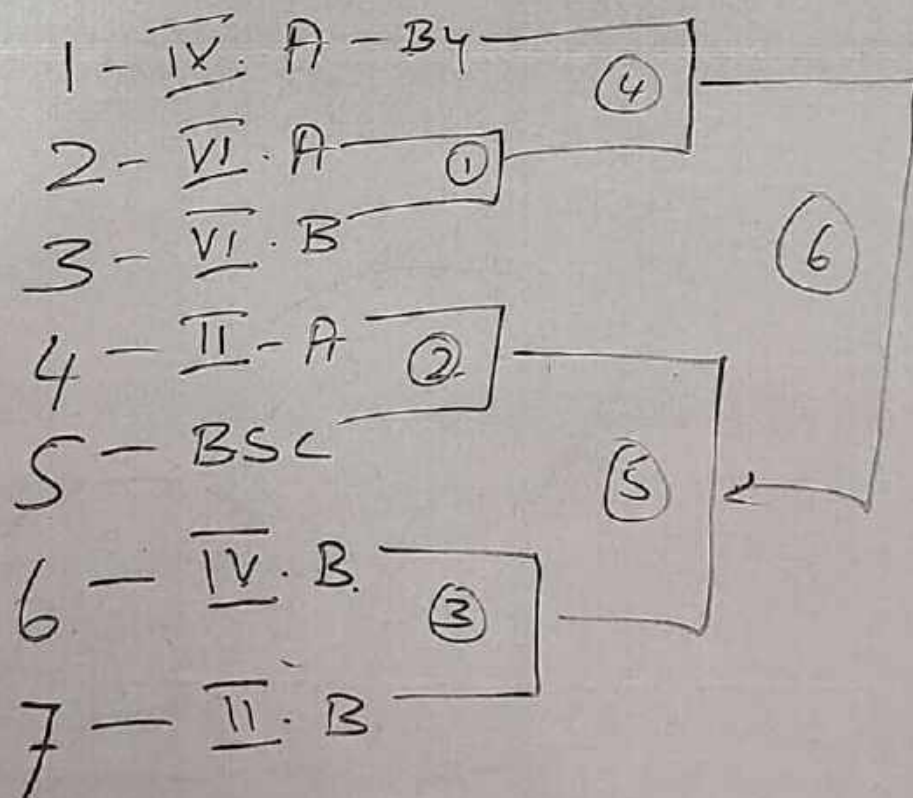 1 - IV. A - By
④
2 - VI. A
①
3 - VI. B
⑥
4 - II - A
②
5 - BSC
⑤
6 - IV. B.
③
7 - II. B